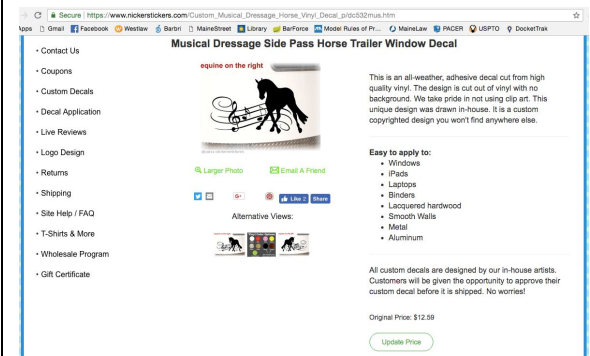 Secure | https://www.nickerstickers.com/Custom_Musical_Dressage_Horse_Vinyl_Decal_p/dc532mus.htm
Apps Gmail Facebook Westlaw Barbri MaineStreet Library BarForce Model Rules of Pr... MaineLaw PACER USPTO DocketTrak
Musical Dressage Side Pass Horse Trailer Window Decal
• Contact Us
• Coupons
• Custom Decals
• Decal Application
• Live Reviews
• Logo Design
• Returns
• Shipping
• Site Help / FAQ
• T-Shirts & More
• Wholesale Program
• Gift Certificate
equine on the right
Larger Photo
Email A Friend
G+
Like 2
Share
Alternative Views:
This is an all-weather, adhesive decal cut from high
quality vinyl. The design is cut out of vinyl with no
background. We take pride in not using clip art. This
unique design was drawn in-house. It is a custom
copyrighted design you won't find anywhere else.
Easy to apply to:
• Windows
• iPads
• Laptops
• Binders
• Lacquered hardwood
• Smooth Walls
• Metal
• Aluminum
All custom decals are designed by our in-house artists.
Customers will be given the opportunity to approve their
custom decal before it is shipped. No worries!
Original Price: $12.59
Update Price